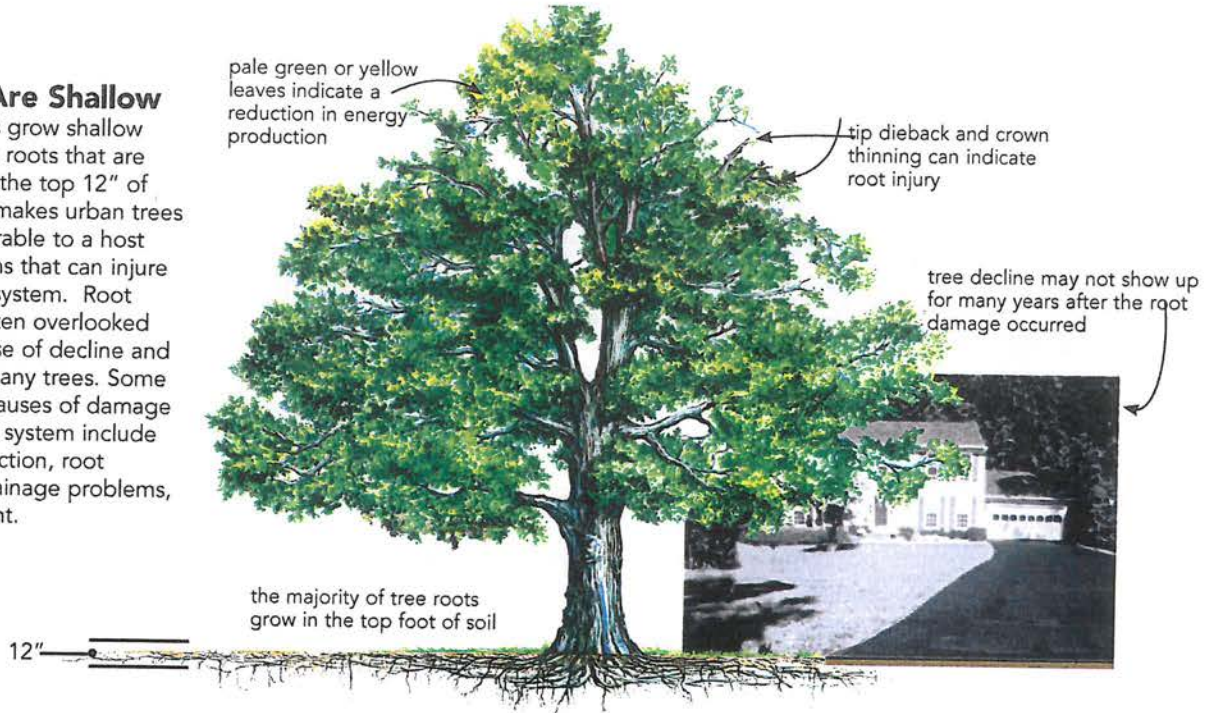 Are Shallow
grow shallow
roots that are
the top 12" of
makes urban trees
rable to a host
s that can injure
system. Root
en overlooked
se of decline and
any trees. Some
auses of damage
system include
ction, root
inage problems,
nt.
pale green or yellow
leaves indicate a
reduction in energy
production
tip dieback and crown
thinning can indicate
root injury
tree decline may not show up
for many years after the root
damage occurred
the majority of tree roots
grow in the top foot of soil
12"